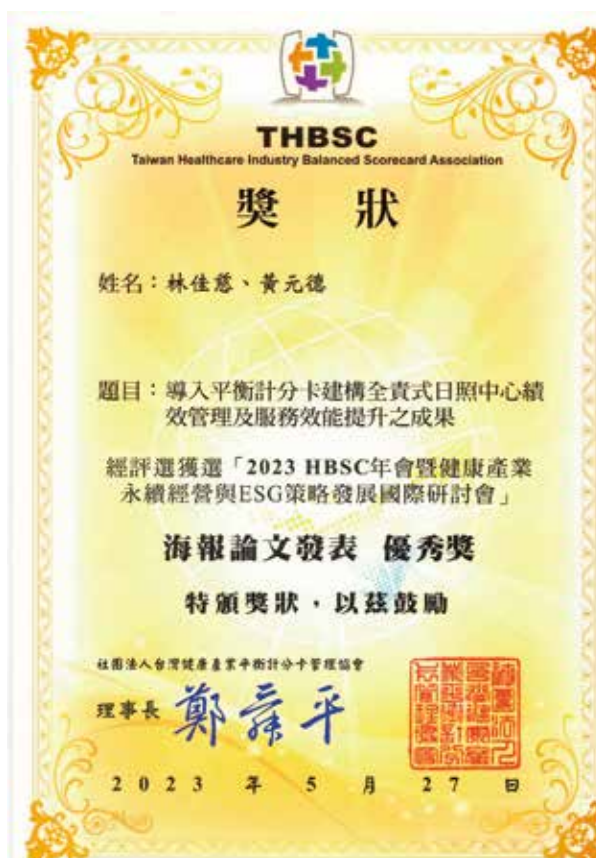 THBSC
Taiwan Healthcare Industry Balanced Scorecard Association
獎 狀
姓名：林佳慈、黃元德
題目：導入平衡計分卡建構全責式日照中心績
效管理及服務效能提升之成果
經評選獲選「2023 HBSC年會暨健康產業
永續經營與ESG策略發展國際研討會」
海報論文發表 優秀獎
特頒獎狀，以茲鼓勵
社團法人台灣健康產業平衡計分卡管理協會
理事長 鄭舜平
2023 年 5 月 27 日